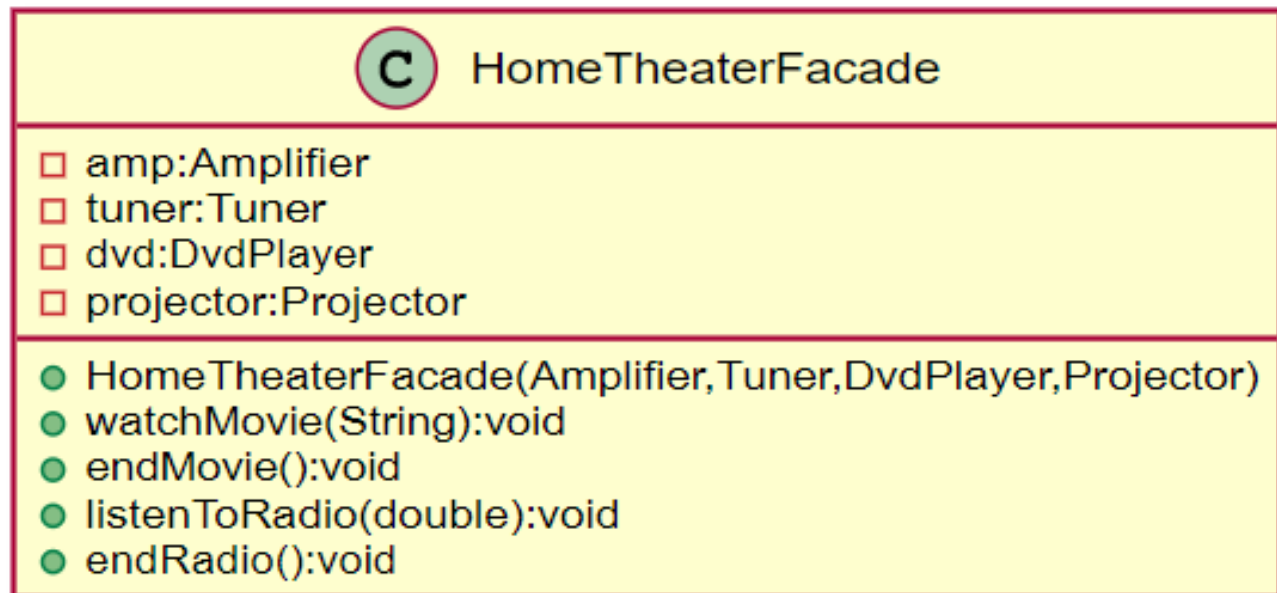 C HomeTheaterFacade
amp:Amplifier
tuner:Tuner
dvd:DvdPlayer
projector:Projector
HomeTheaterFacade(Amplifier,Tuner,DvdPlayer,Projector)
watchMovie(String):void
endMovie():void
listenToRadio(double):void
endRadio():void